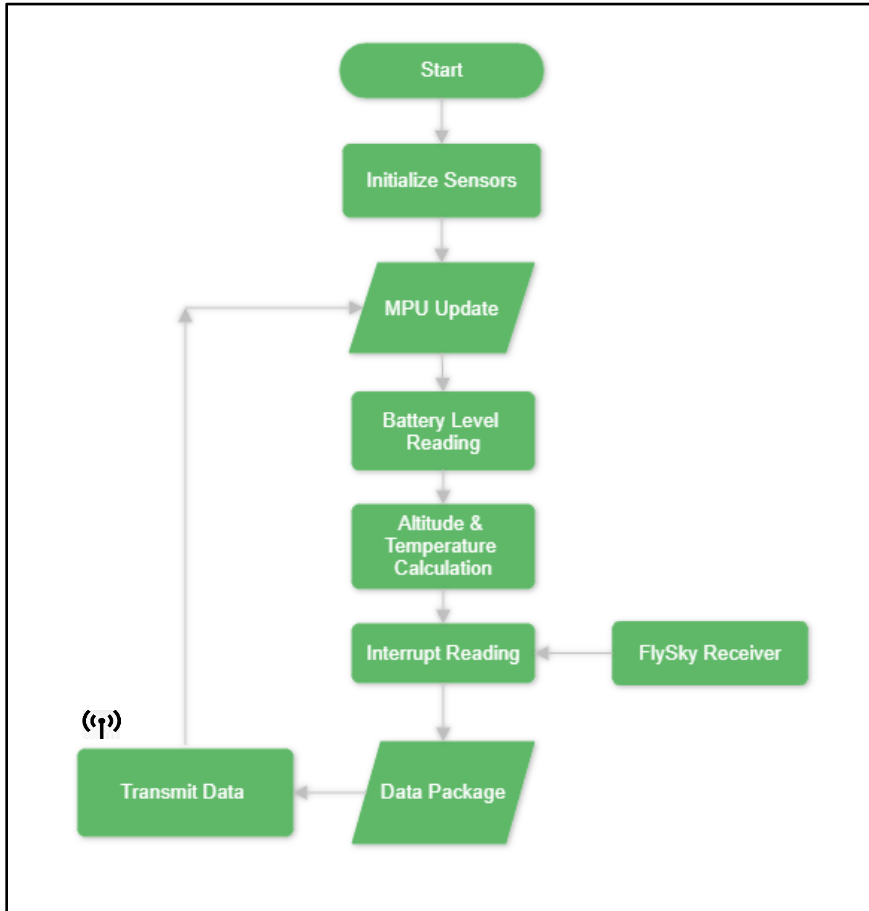 Start
Initialize Sensors
MPU Update
Battery Level
Reading
Altitude &
Temperature
Calculation
Interrupt Reading
FlySky Receiver
Transmit Data
Data Package